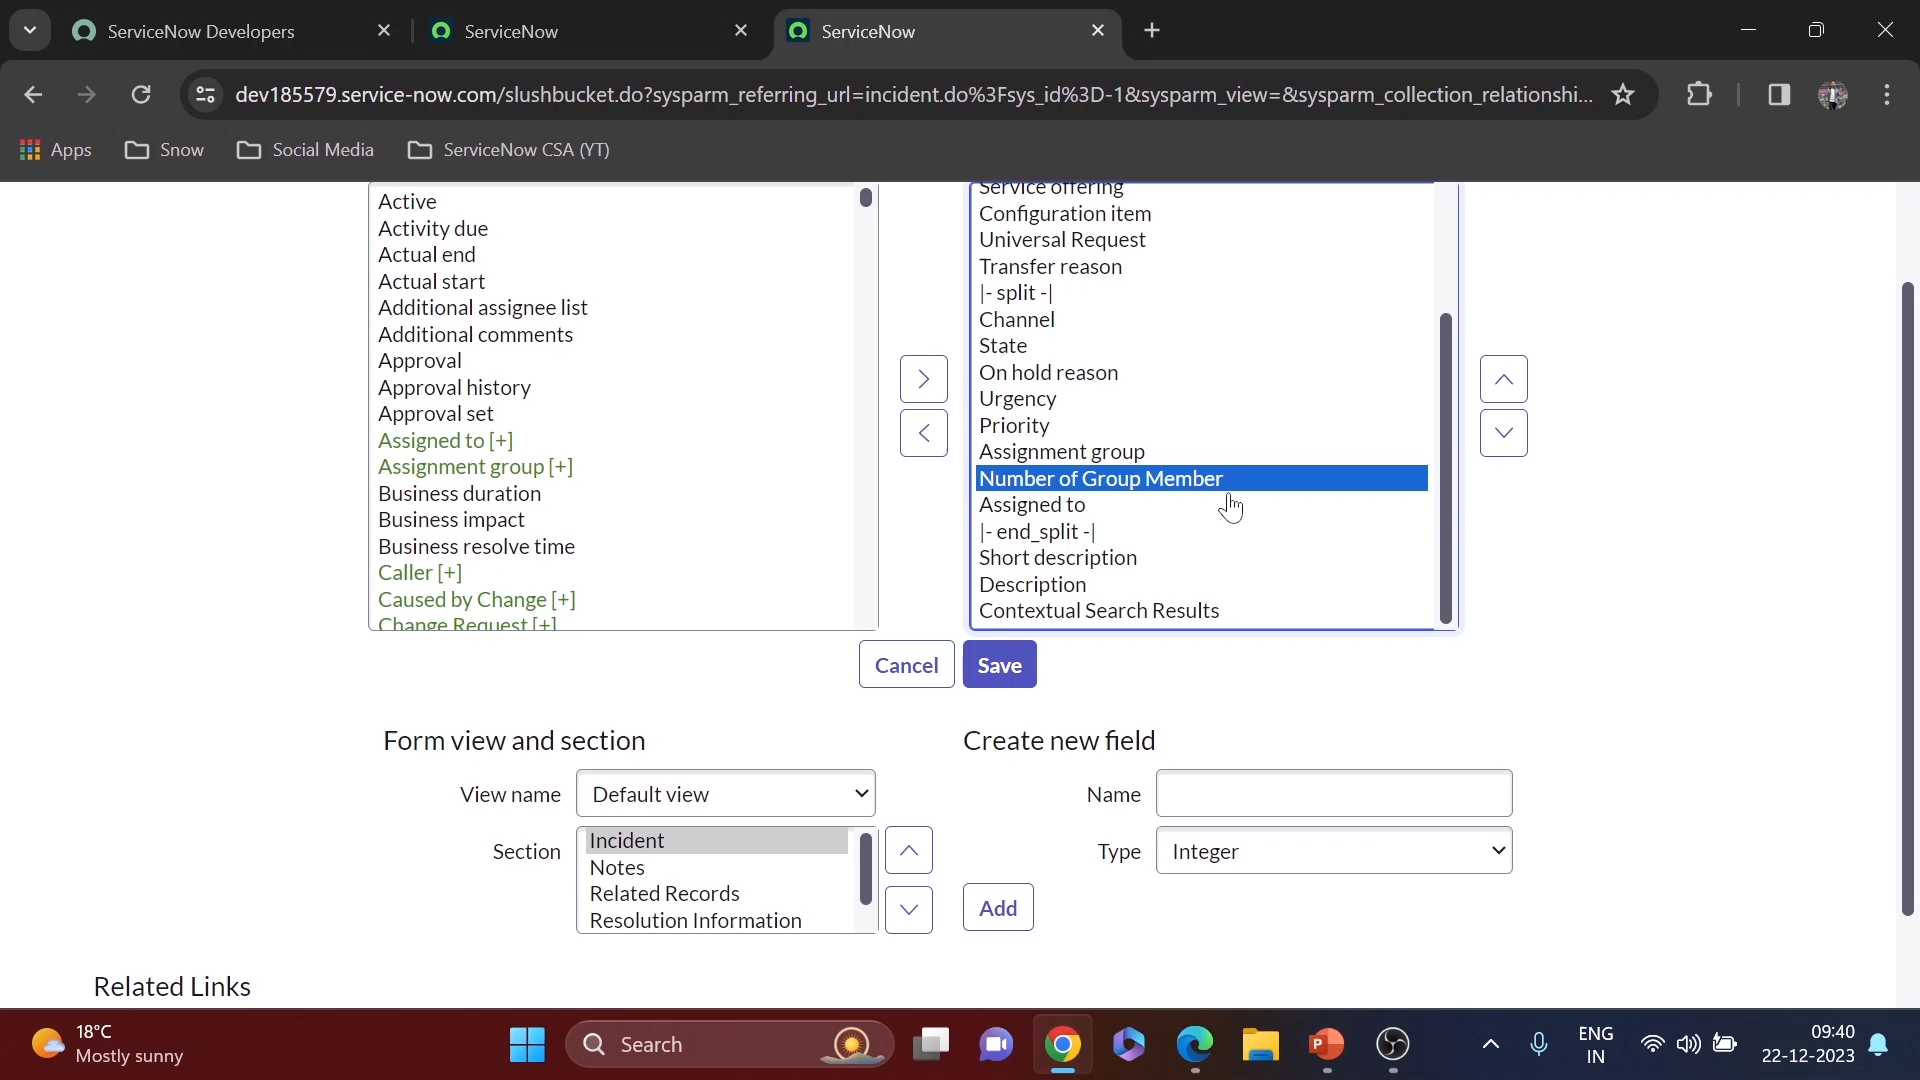 ServiceNow Developers
ServiceNow
ServiceNow
dev185579.service-now.com/slushbucket.do?sysparm_referring_url=incident.do%3Fsys_id%3D-1&sysparm_view=&sysparm_collection_relationshi...
Apps
Snow
Social Media
ServiceNow CSA (YT)
Active
Activity due
Actual end
Actual start
Additional assignee list
Additional comments
Approval
Approval history
Approval set
Assigned to [+]
Assignment group [+]
Business duration
Business impact
Business resolve time
Caller [+]
Caused by Change [+]
Change Request [+]
Service offering
Configuration item
Universal Request
Transfer reason
|- split -|
Channel
State
On hold reason
Urgency
Priority
Assignment group
Number of Group Member
Assigned to
|- end_split -|
Short description
Description
Contextual Search Results
Cancel
Save
Form view and section
View name
Default view
Section
Incident
Notes
Related Records
Resolution Information
Create new field
Name
Type
Integer
Add
Related Links
18°C
Mostly sunny
Search
P
ENG
IN
09:40
22-12-2023